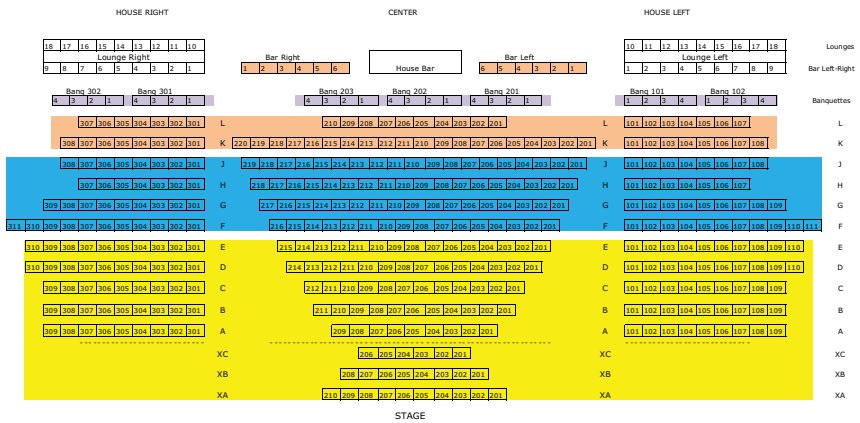 HOUSE RIGHT CENTER HOUSE LEFT
18 17 16 15 14 13 12 11 10 10 11 12 13 14 15 16 17 18 Lounges
Lounge Right Bar Right House Bar Bar Left Lounge Left
9 8 7 6 5 4 3 2 1 1 2 3 4 5 6 6 5 4 3 2 1 1 2 3 4 5 6 7 8 9 Bar Left-Right
Bang 302 Bang 301 Bang 203 Bang 202 Bang 201 Bang 101 Bang 102
4 3 2 1 4 3 2 1 4 3 2 1 4 3 2 1 4 3 2 1 1 2 3 4 1 2 3 4 Banquettes
307 306 305 304 303 302 301 L 210 209 208 207 206 205 204 203 202 201 L 101 102 103 104 105 106 107 L
308 307 306 305 304 303 302 301 K 220 219 218 217 216 215 214 213 212 211 210 209 208 207 206 205 204 203 202 201 K 101 102 103 104 105 106 107 108 K
308 307 306 305 304 303 302 301 J 219 218 217 216 215 214 213 212 211 210 209 208 207 206 205 204 203 202 201 J 101 102 103 104 105 106 107 108 J
307 306 305 304 303 302 301 H 218 217 216 215 214 213 212 211 210 209 208 207 206 205 204 203 202 201 H 101 102 103 104 105 106 107 H
309 308 307 306 305 304 303 302 301 G 217 216 215 214 213 212 211 210 209 208 207 206 205 204 203 202 201 G 101 102 103 104 105 106 107 108 109 G
311 310 309 308 307 306 305 304 303 302 301 F 216 215 214 213 212 211 210 209 208 207 206 205 204 203 202 201 F 101 102 103 104 105 106 107 108 109 110 111 F
310 309 308 307 306 305 304 303 302 301 E 215 214 213 212 211 210 209 208 207 206 205 204 203 202 201 E 101 102 103 104 105 106 107 108 109 110 E
310 309 308 307 306 305 304 303 302 301 D 214 213 212 211 210 209 208 207 206 205 204 203 202 201 D 101 102 103 104 105 106 107 108 109 110 D
309 308 307 306 305 304 303 302 301 C 212 211 210 209 208 207 206 205 204 203 202 201 C 101 102 103 104 105 106 107 108 109 C
309 308 307 306 305 304 303 302 301 B 211 210 209 208 207 206 205 204 203 202 201 B 101 102 103 104 105 106 107 108 109 B
309 308 307 306 305 304 303 302 301 A 209 208 207 206 205 204 203 202 201 A 101 102 103 104 105 106 107 108 109 A
XC 206 205 204 203 202 201 XC XC
XB 208 207 206 205 204 203 202 201 XB XB
XA 210 209 208 207 206 205 204 203 202 201 XA XA
STAGE